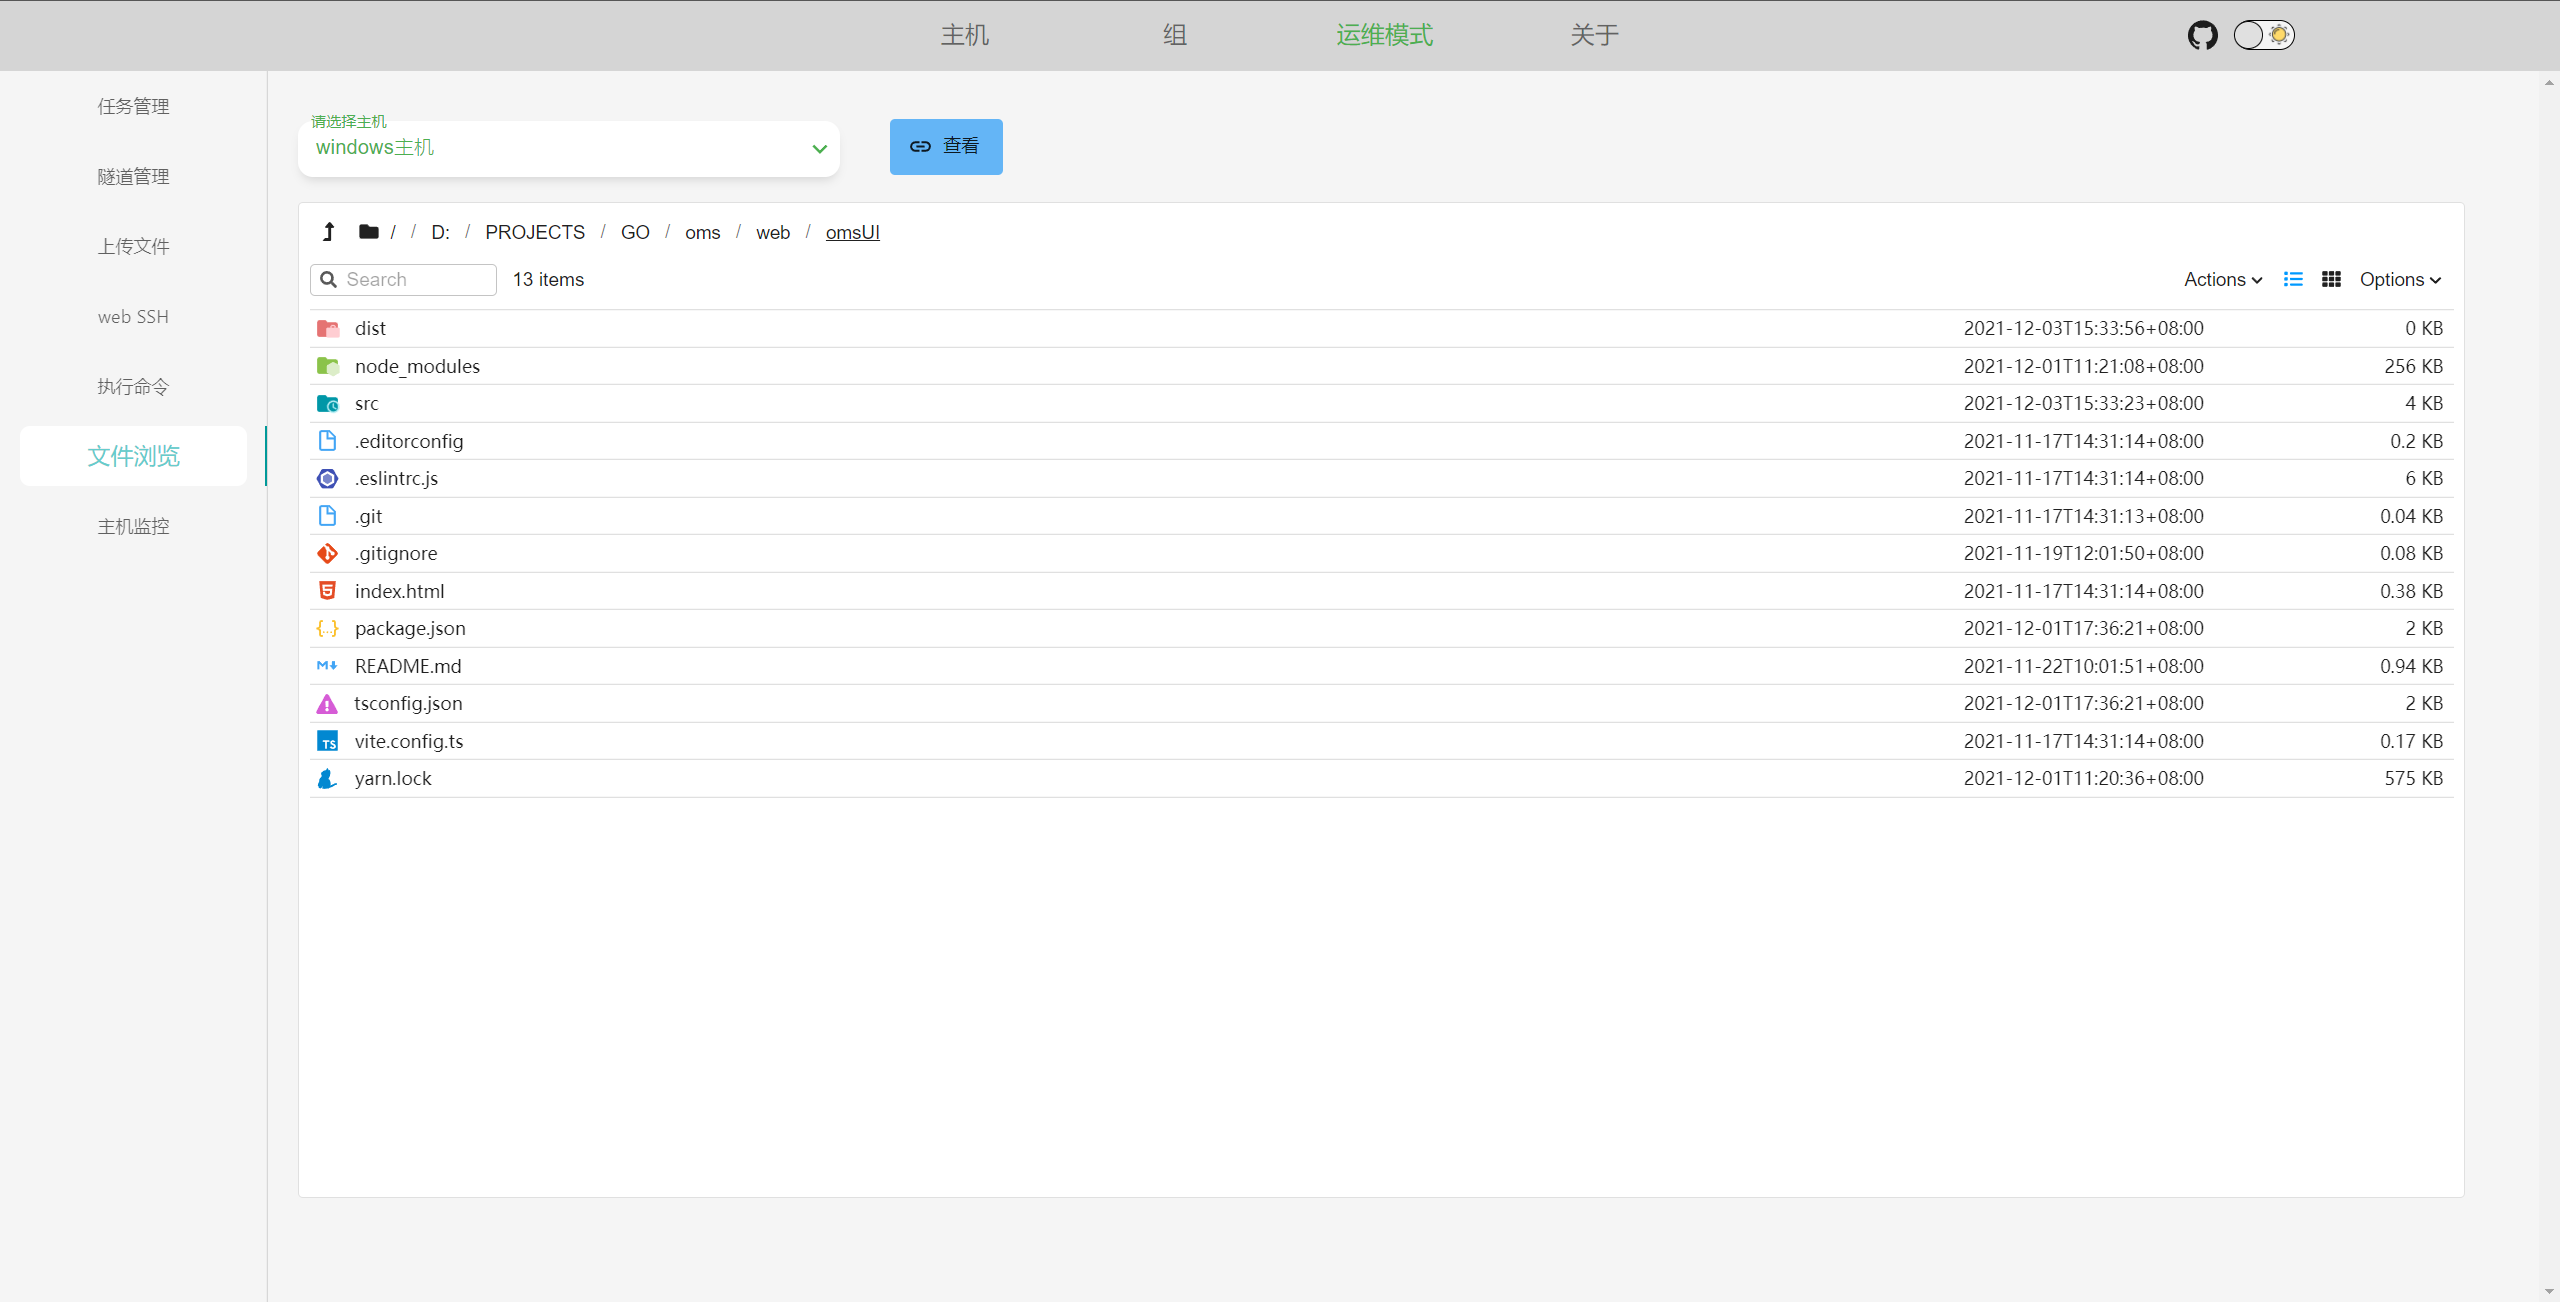 主机 组 运维模式 关于
任务管理
隧道管理
上传文件
web SSH
执行命令
文件浏览
主机监控
请选择主机
windows主机
查看
/ / D: / PROJECTS / GO / oms / web / omsUI
Search 13 items Actions Options
dist 2021-12-03T15:33:56+08:00 0 KB
node_modules 2021-12-01T11:21:08+08:00 256 KB
src 2021-12-03T15:33:23+08:00 4 KB
.editorconfig 2021-11-17T14:31:14+08:00 0.2 KB
.eslintrc.js 2021-11-17T14:31:14+08:00 6 KB
.git 2021-11-17T14:31:13+08:00 0.04 KB
.gitignore 2021-11-19T12:01:50+08:00 0.08 KB
index.html 2021-11-17T14:31:14+08:00 0.38 KB
package.json 2021-12-01T17:36:21+08:00 2 KB
README.md 2021-11-22T10:01:51+08:00 0.94 KB
tsconfig.json 2021-12-01T17:36:21+08:00 2 KB
vite.config.ts 2021-11-17T14:31:14+08:00 0.17 KB
yarn.lock 2021-12-01T11:20:36+08:00 575 KB